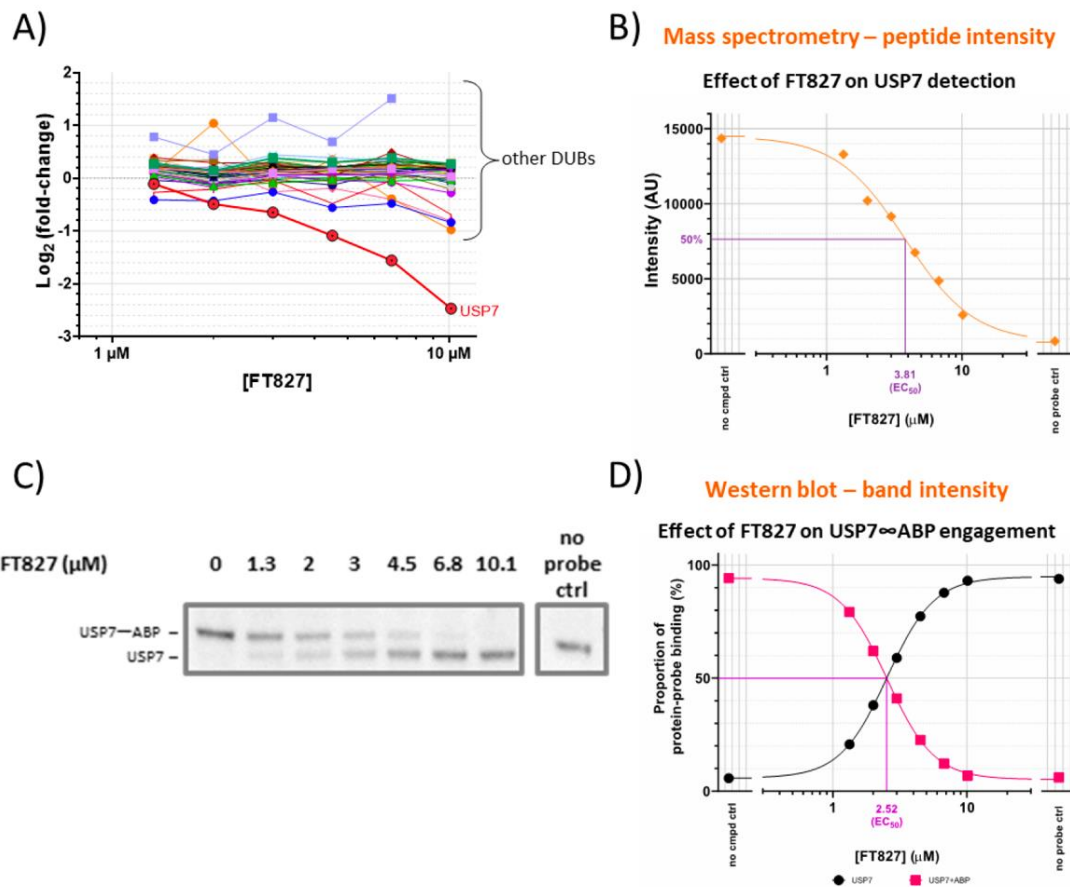 A)
2
1
0
-1
-2
-3
Log2 (fold-change)
other DUBs
USP7
1 µM
10 µM
[FT827]
B)
Mass spectrometry – peptide intensity
Effect of FT827 on USP7 detection
15000
10000
50%
5000
0
Intensity (AU)
no cmpd ctrl
1
3.81
(EC50)
10
no probe ctrl
[FT827] (µM)
C)
FT827 (µM)
0
1.3
2
3
4.5
6.8
10.1
no
probe
ctrl
USP7—ABP –
USP7 –
D)
Western blot – band intensity
Effect of FT827 on USP7∞ABP engagement
100
50
0
Proportion of
protein-probe binding (%)
no cmpd ctrl
1
2.52
(EC50)
10
no probe ctrl
[FT827] (µM)
USP7
USP7+ABP